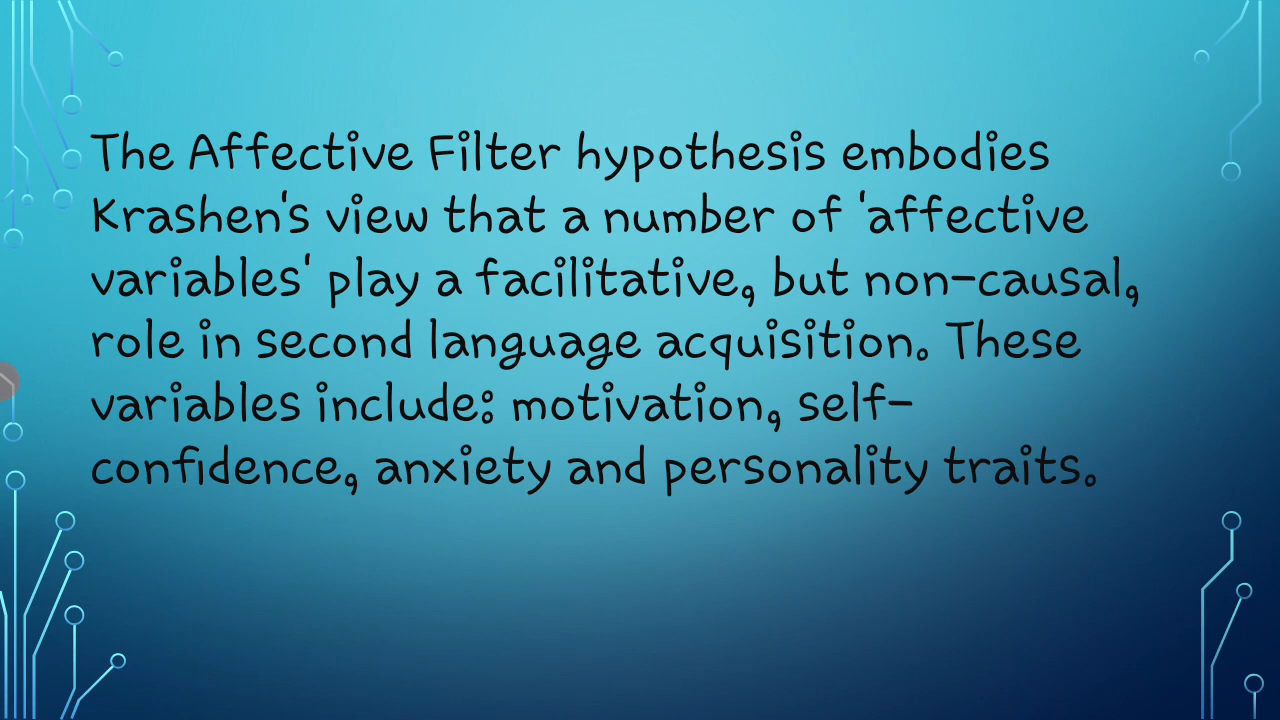 The Affective Filter hypothesis embodies
Krashen's view that a number of 'affective
variables' play a facilitative, but non-causal,
role in second language acquisition. These
variables include: motivation, self-
confidence, anxiety and personality traits.